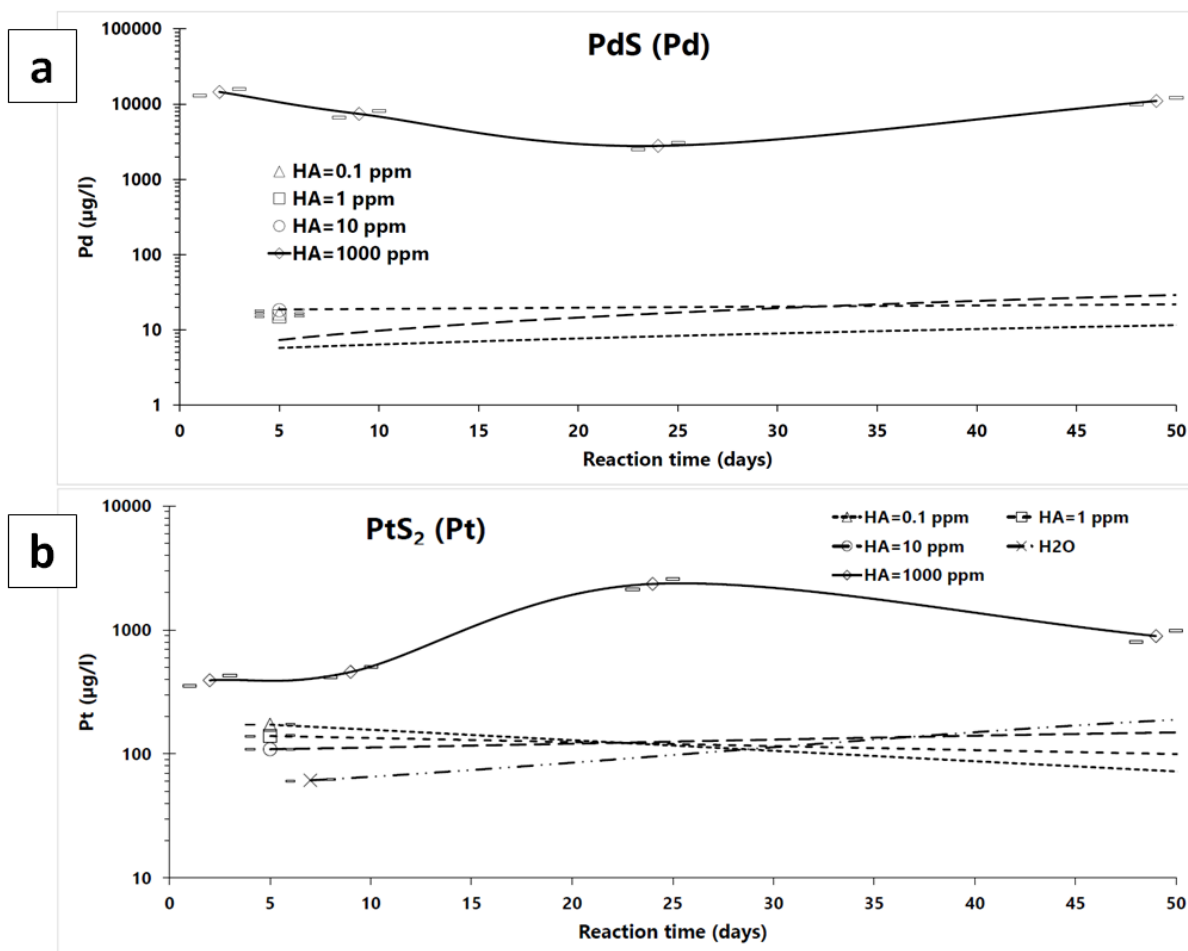 a
PdS (Pd)
100000
10000
1000
100
10
1
Pd (µg/l)
HA=0.1 ppm
HA=1 ppm
HA=10 ppm
HA=1000 ppm
0 5 10 15 20 25 30 35 40 45 50
Reaction time (days)
b
PtS₂ (Pt)
10000
1000
100
10
Pt (µg/l)
HA=0.1 ppm HA=1 ppm
HA=10 ppm H2O
HA=1000 ppm
0 5 10 15 20 25 30 35 40 45 50
Reaction time (days)